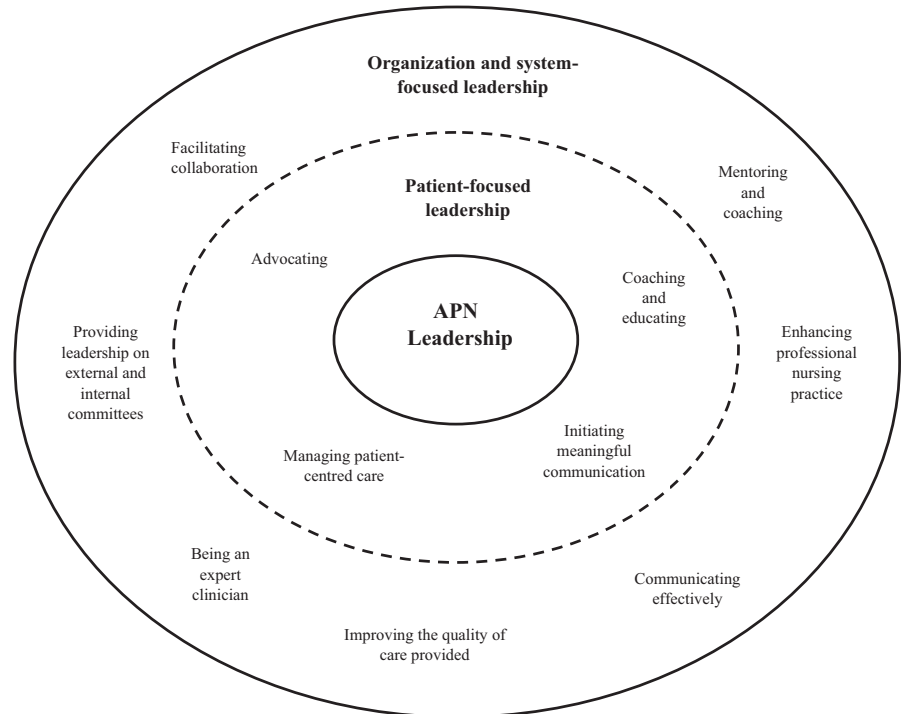 Organization and system-
focused leadership
Facilitating
collaboration
Mentoring
and
coaching
Patient-focused
leadership
Advocating
Coaching
and
educating
APN
Leadership
Providing
leadership on
external and
internal
committees
Enhancing
professional
nursing
practice
Initiating
meaningful
communication
Managing patient-
centred care
Being an
expert
clinician
Communicating
effectively
Improving the quality of
care provided